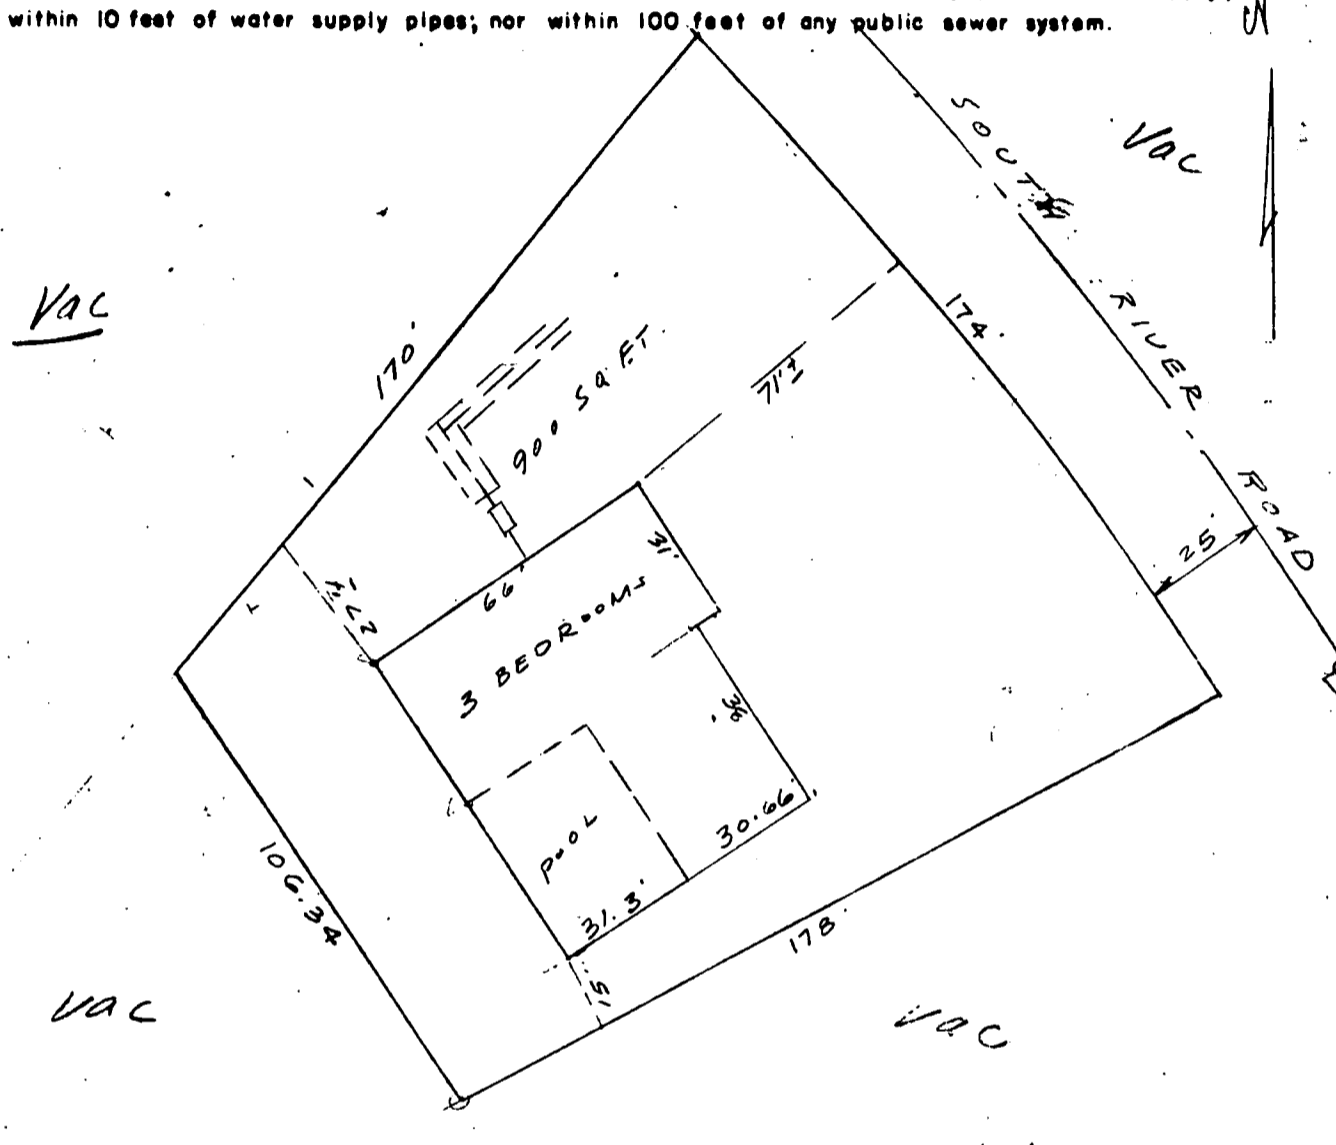 within 10 feet of water supply pipes; nor within 100 feet of any public sewer system.
N
Vac
SOUTH RIVER ROAD
Vac
170'
174'
71'±
900 SQ FT.
25'
27'±
66'
31'
3 BEDROOMS
36
POOL
30.66'
31.3'
106.34
178'
15'
Vac
Vac